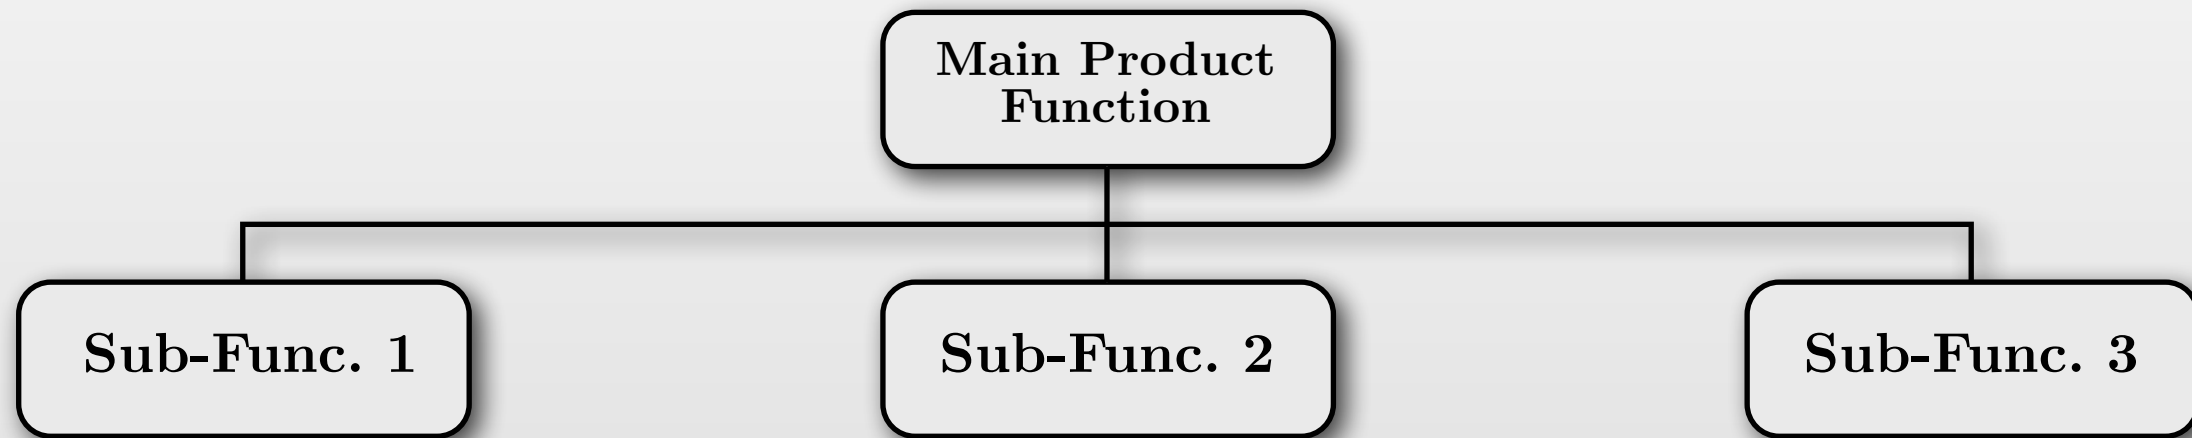 Main Product
Function
Sub-Func. 1
Sub-Func. 2
Sub-Func. 3